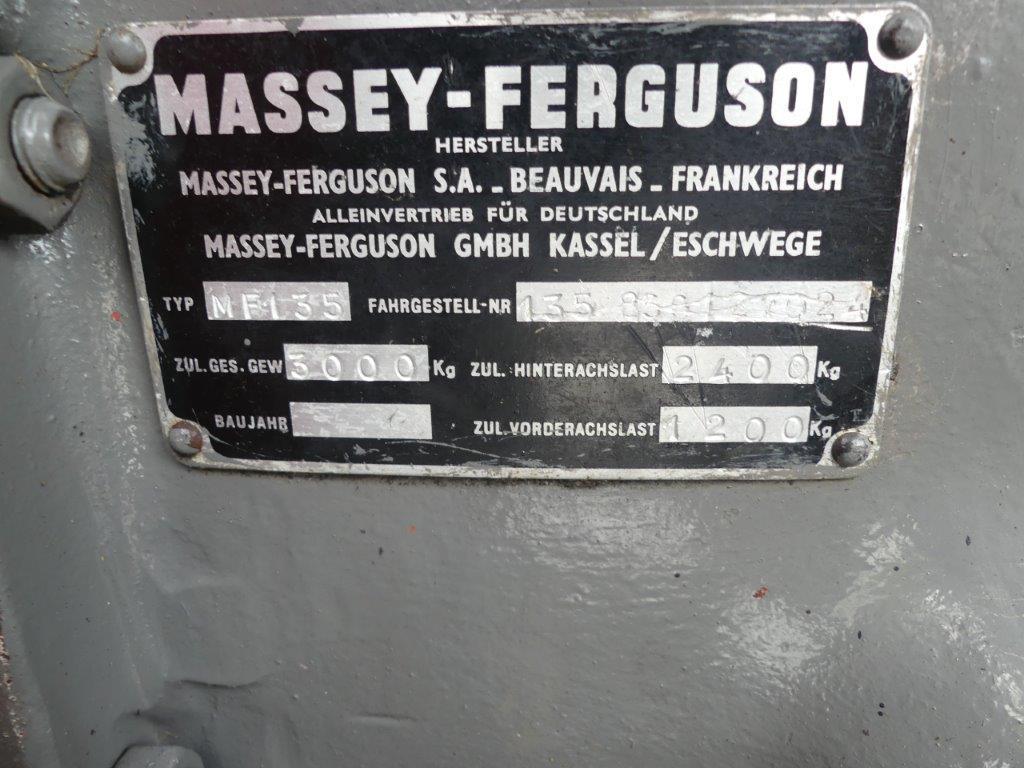 MASSEY-FERGUSON
HERSTELLER
MASSEY-FERGUSON S.A. - BEAUVAIS - FRANKREICH
ALLEINVERTRIEB FÜR DEUTSCHLAND
MASSEY-FERGUSON GMBH KASSEL/ESCHWEGE
TYP MF135 FAHRGESTELL-NR
ZUL. GES. GEW 3000 Kg ZUL. HINTERACHSLAST 2400 Kg
BAUJAHR ZUL. VORDERACHSLAST 1200 Kg